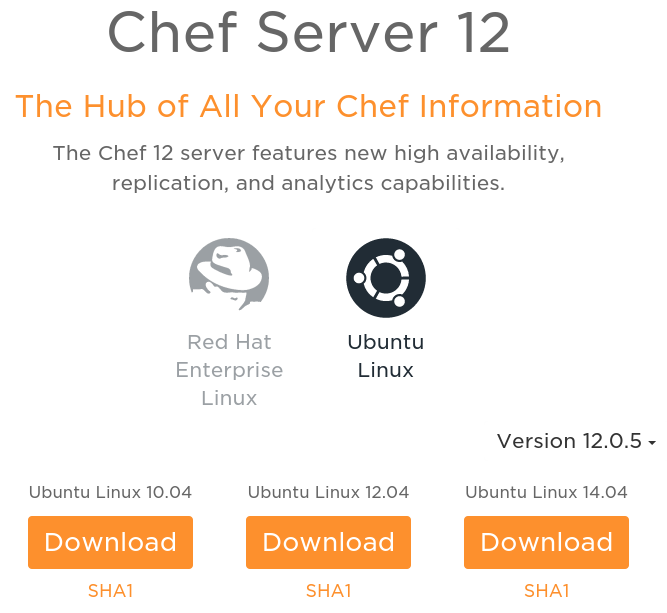 Chef Server 12
The Hub of All Your Chef Information
The Chef 12 server features new high availability,
replication, and analytics capabilities.
Red Hat
Enterprise
Linux
Ubuntu
Linux
Version 12.0.5
Ubuntu Linux 10.04
Download
SHA1
Ubuntu Linux 12.04
Download
SHA1
Ubuntu Linux 14.04
Download
SHA1